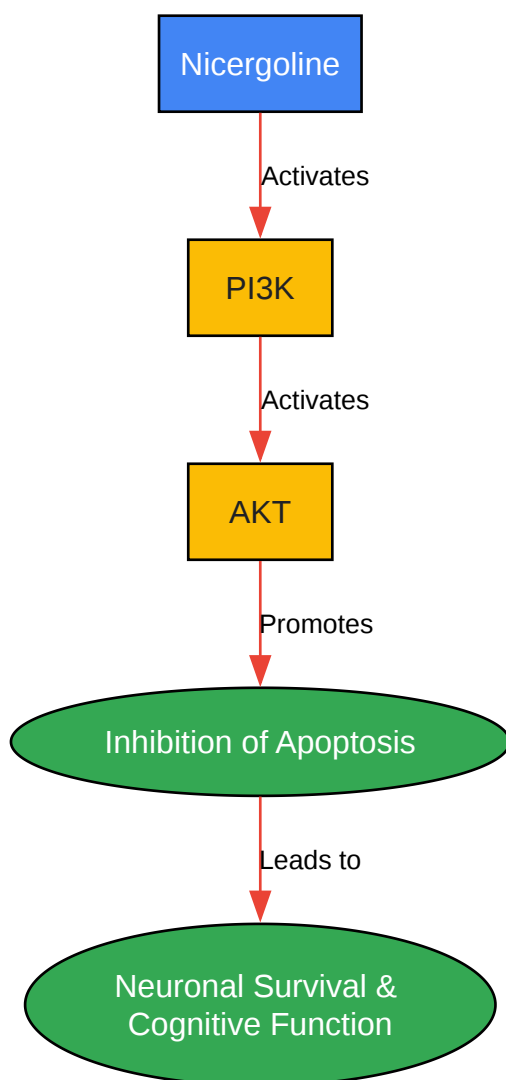 Nicergoline
Activates
PI3K
Activates
AKT
Promotes
Inhibition of Apoptosis
Leads to
Neuronal Survival &
Cognitive Function